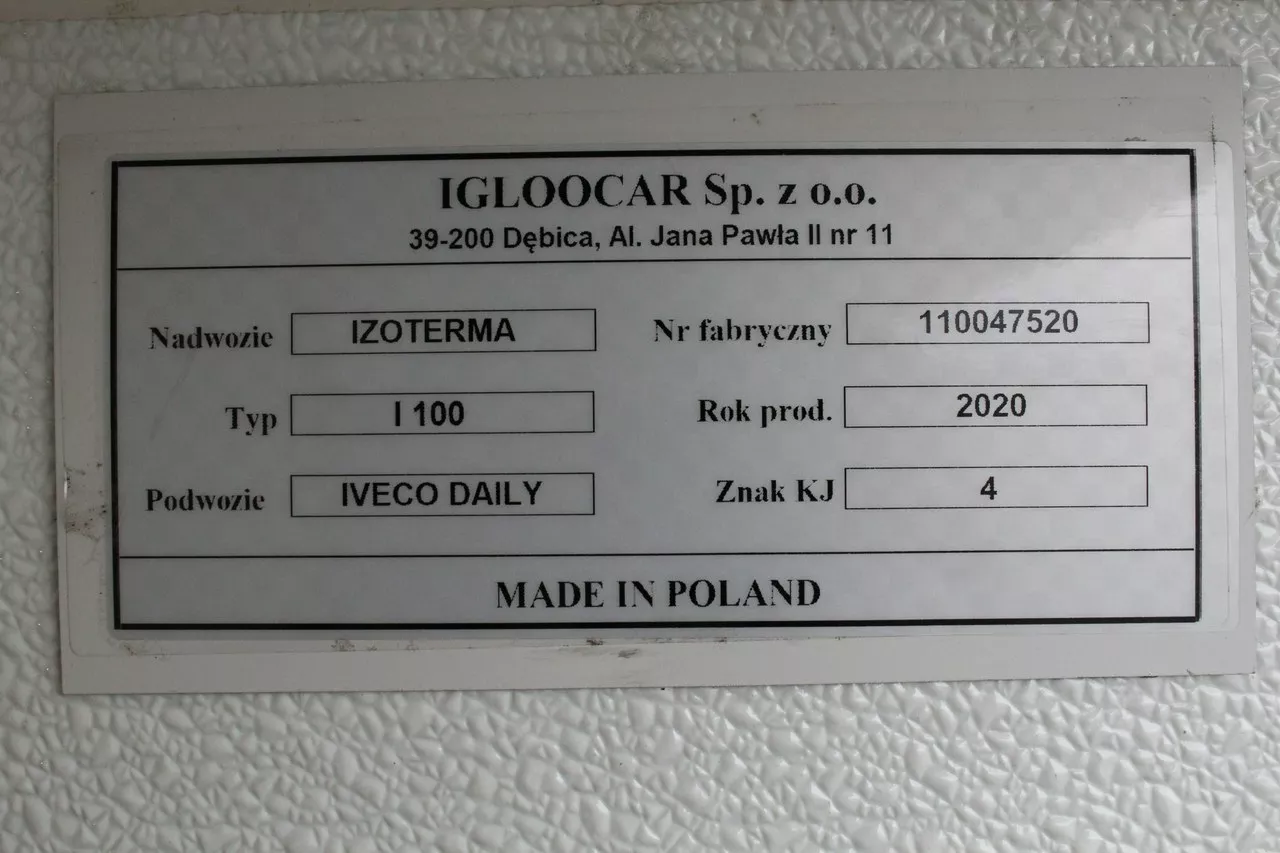 IGLOOCAR Sp. z o.o.
39-200 Dębica, Al. Jana Pawła II nr 11
Nadwozie IZOTERMA Nr fabryczny 110047520
Typ I 100 Rok prod. 2020
Podwozie IVECO DAILY Znak KJ 4
MADE IN POLAND